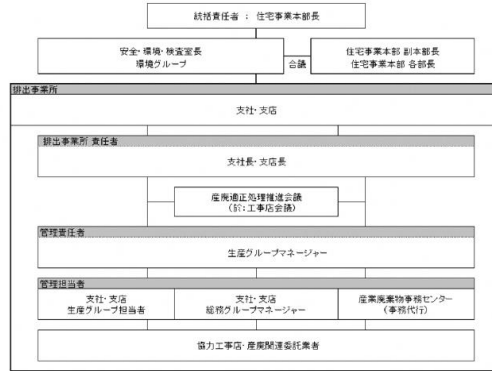 統括責任者 : 住宅事業本部長
安全・環境・検査室長
環境グループ
会議
住宅事業本部 副本部長
住宅事業本部 各部長
排出事業所
支社・支店
排出事業所 責任者
支社長・支店長
産廃適正処理推進会議
(於:工事店会議)
管理責任者
生産グループマネージャー
管理担当者
支社・支店
生産グループ担当者
支社・支店
総務グループマネージャー
産業廃棄物事務センター
(事務代行)
協力工事店・産廃関連委託業者